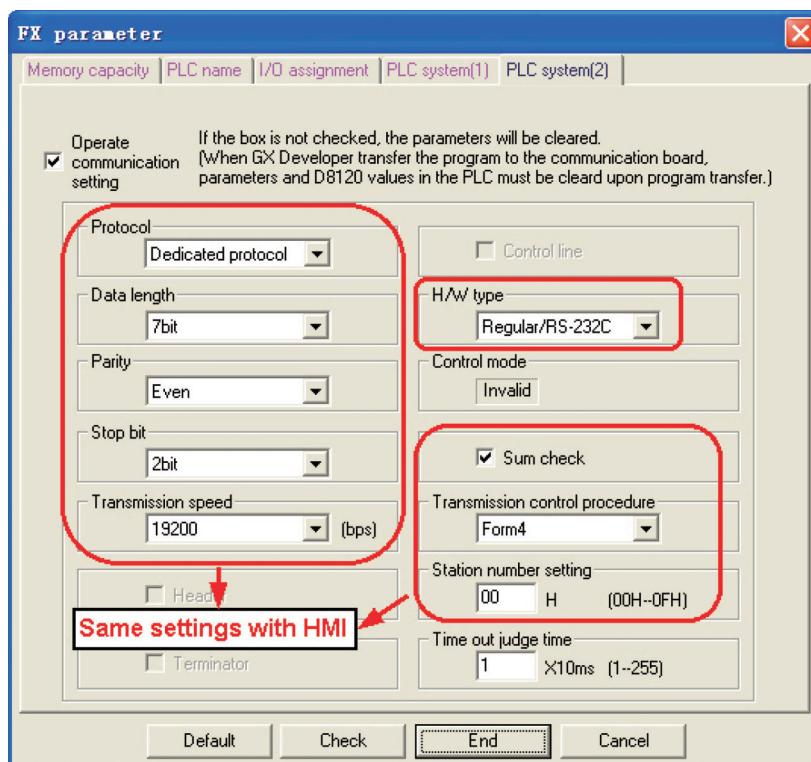 FX parameter
Memory capacity PLC name I/O assignment PLC system(1) PLC system(2)
Operate communication setting
If the box is not checked, the parameters will be cleared.
(When GX Developer transfer the program to the communication board,
parameters and D8120 values in the PLC must be cleard upon program transfer.)
Protocol
Dedicated protocol
Control line
Data length
7bit
H/W type
Regular/RS-232C
Parity
Even
Control mode
Invalid
Stop bit
2bit
Sum check
Transmission speed
19200 (bps)
Transmission control procedure
Form4
Header
Station number setting
00 H (00H--0FH)
Same settings with HMI
Terminator
Time out judge time
1 X10ms (1--255)
Default Check End Cancel